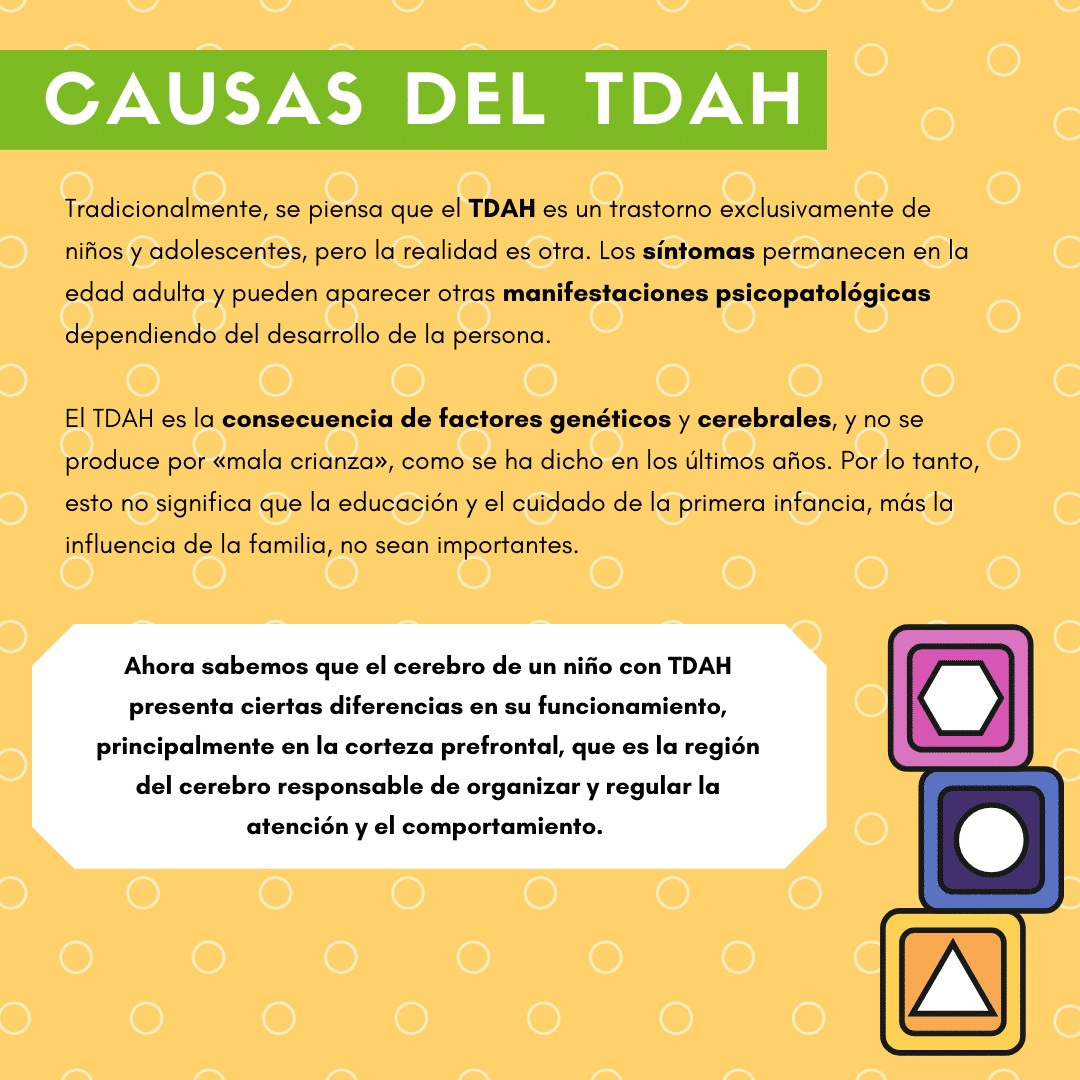 CAUSAS DEL TDAH
Tradicionalmente, se piensa que el TDAH es un trastorno exclusivamente de
niños y adolescentes, pero la realidad es otra. Los síntomas permanecen en la
edad adulta y pueden aparecer otras manifestaciones psicopatológicas
dependiendo del desarrollo de la persona.
El TDAH es la consecuencia de factores genéticos y cerebrales, y no se
produce por «mala crianza», como se ha dicho en los últimos años. Por lo tanto,
esto no significa que la educación y el cuidado de la primera infancia, más la
influencia de la familia, no sean importantes.
Ahora sabemos que el cerebro de un niño con TDAH
presenta ciertas diferencias en su funcionamiento,
principalmente en la corteza prefrontal, que es la región
del cerebro responsable de organizar y regular la
atención y el comportamiento.